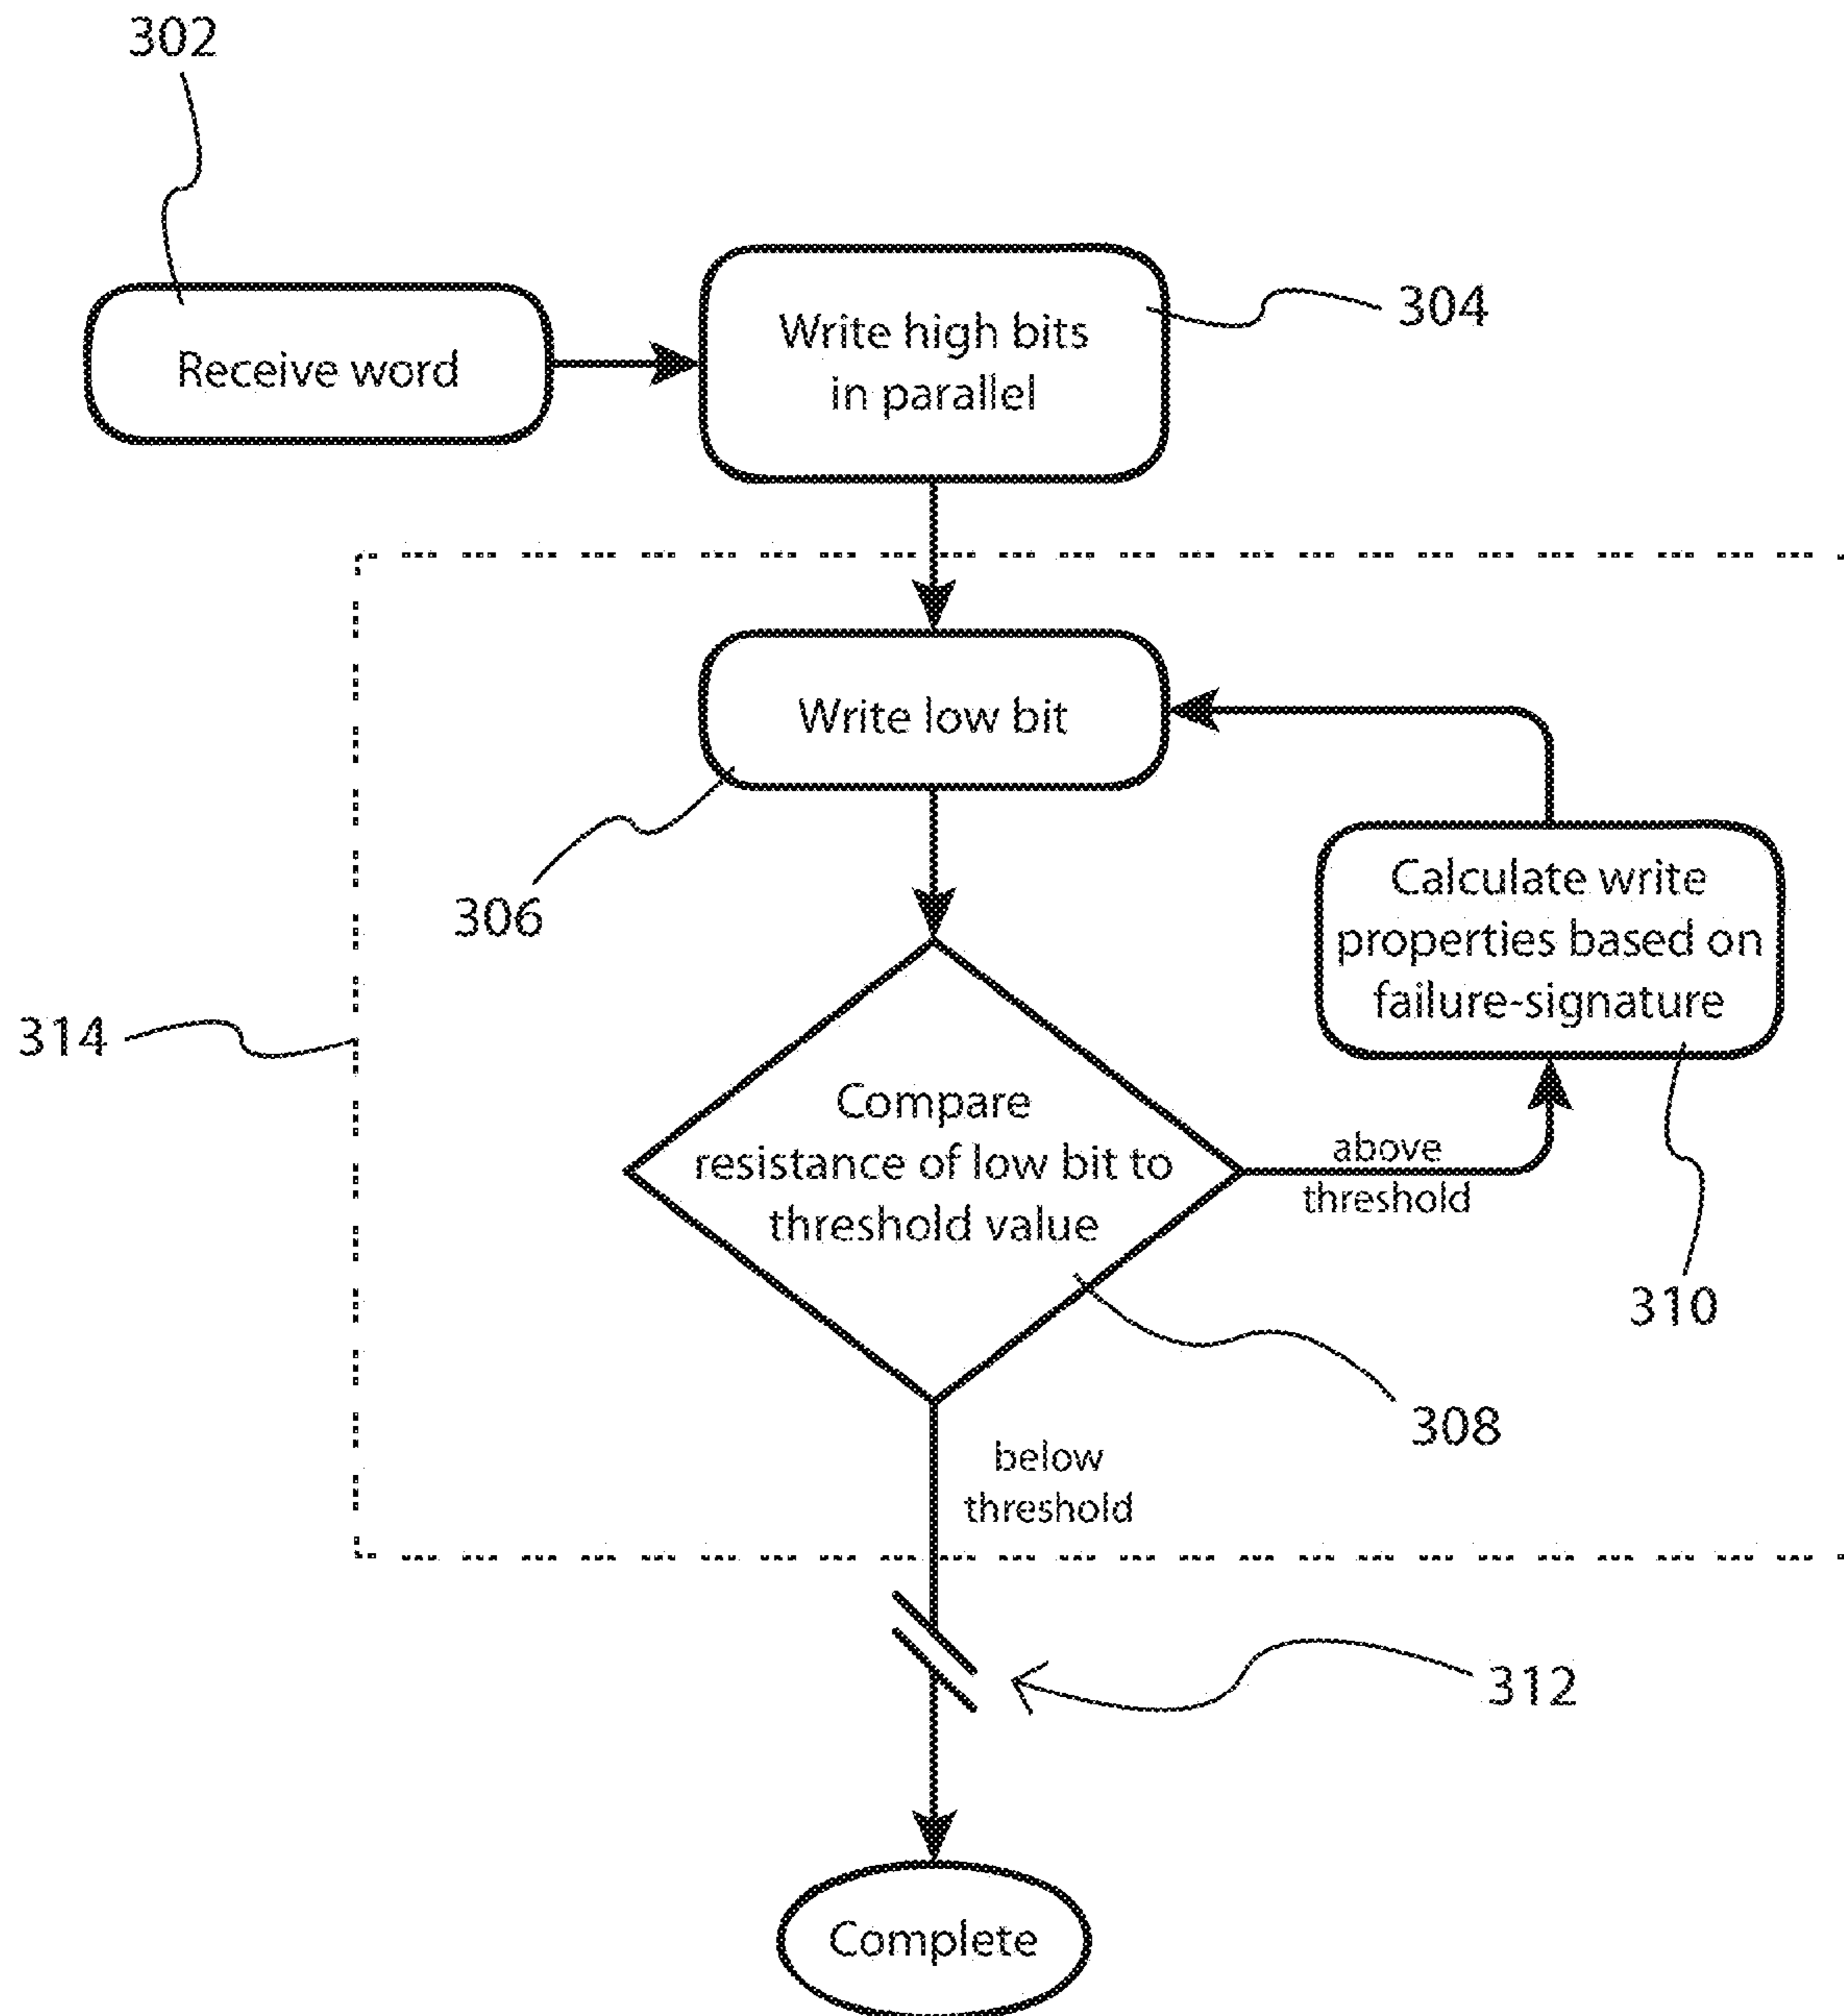 302
Receive word
Write high bits
in parallel
304
Write low bit
306
Calculate write
properties based on
failure-signature
310
314
Compare
resistance of low bit to
threshold value
above
threshold
308
below
threshold
312
Complete